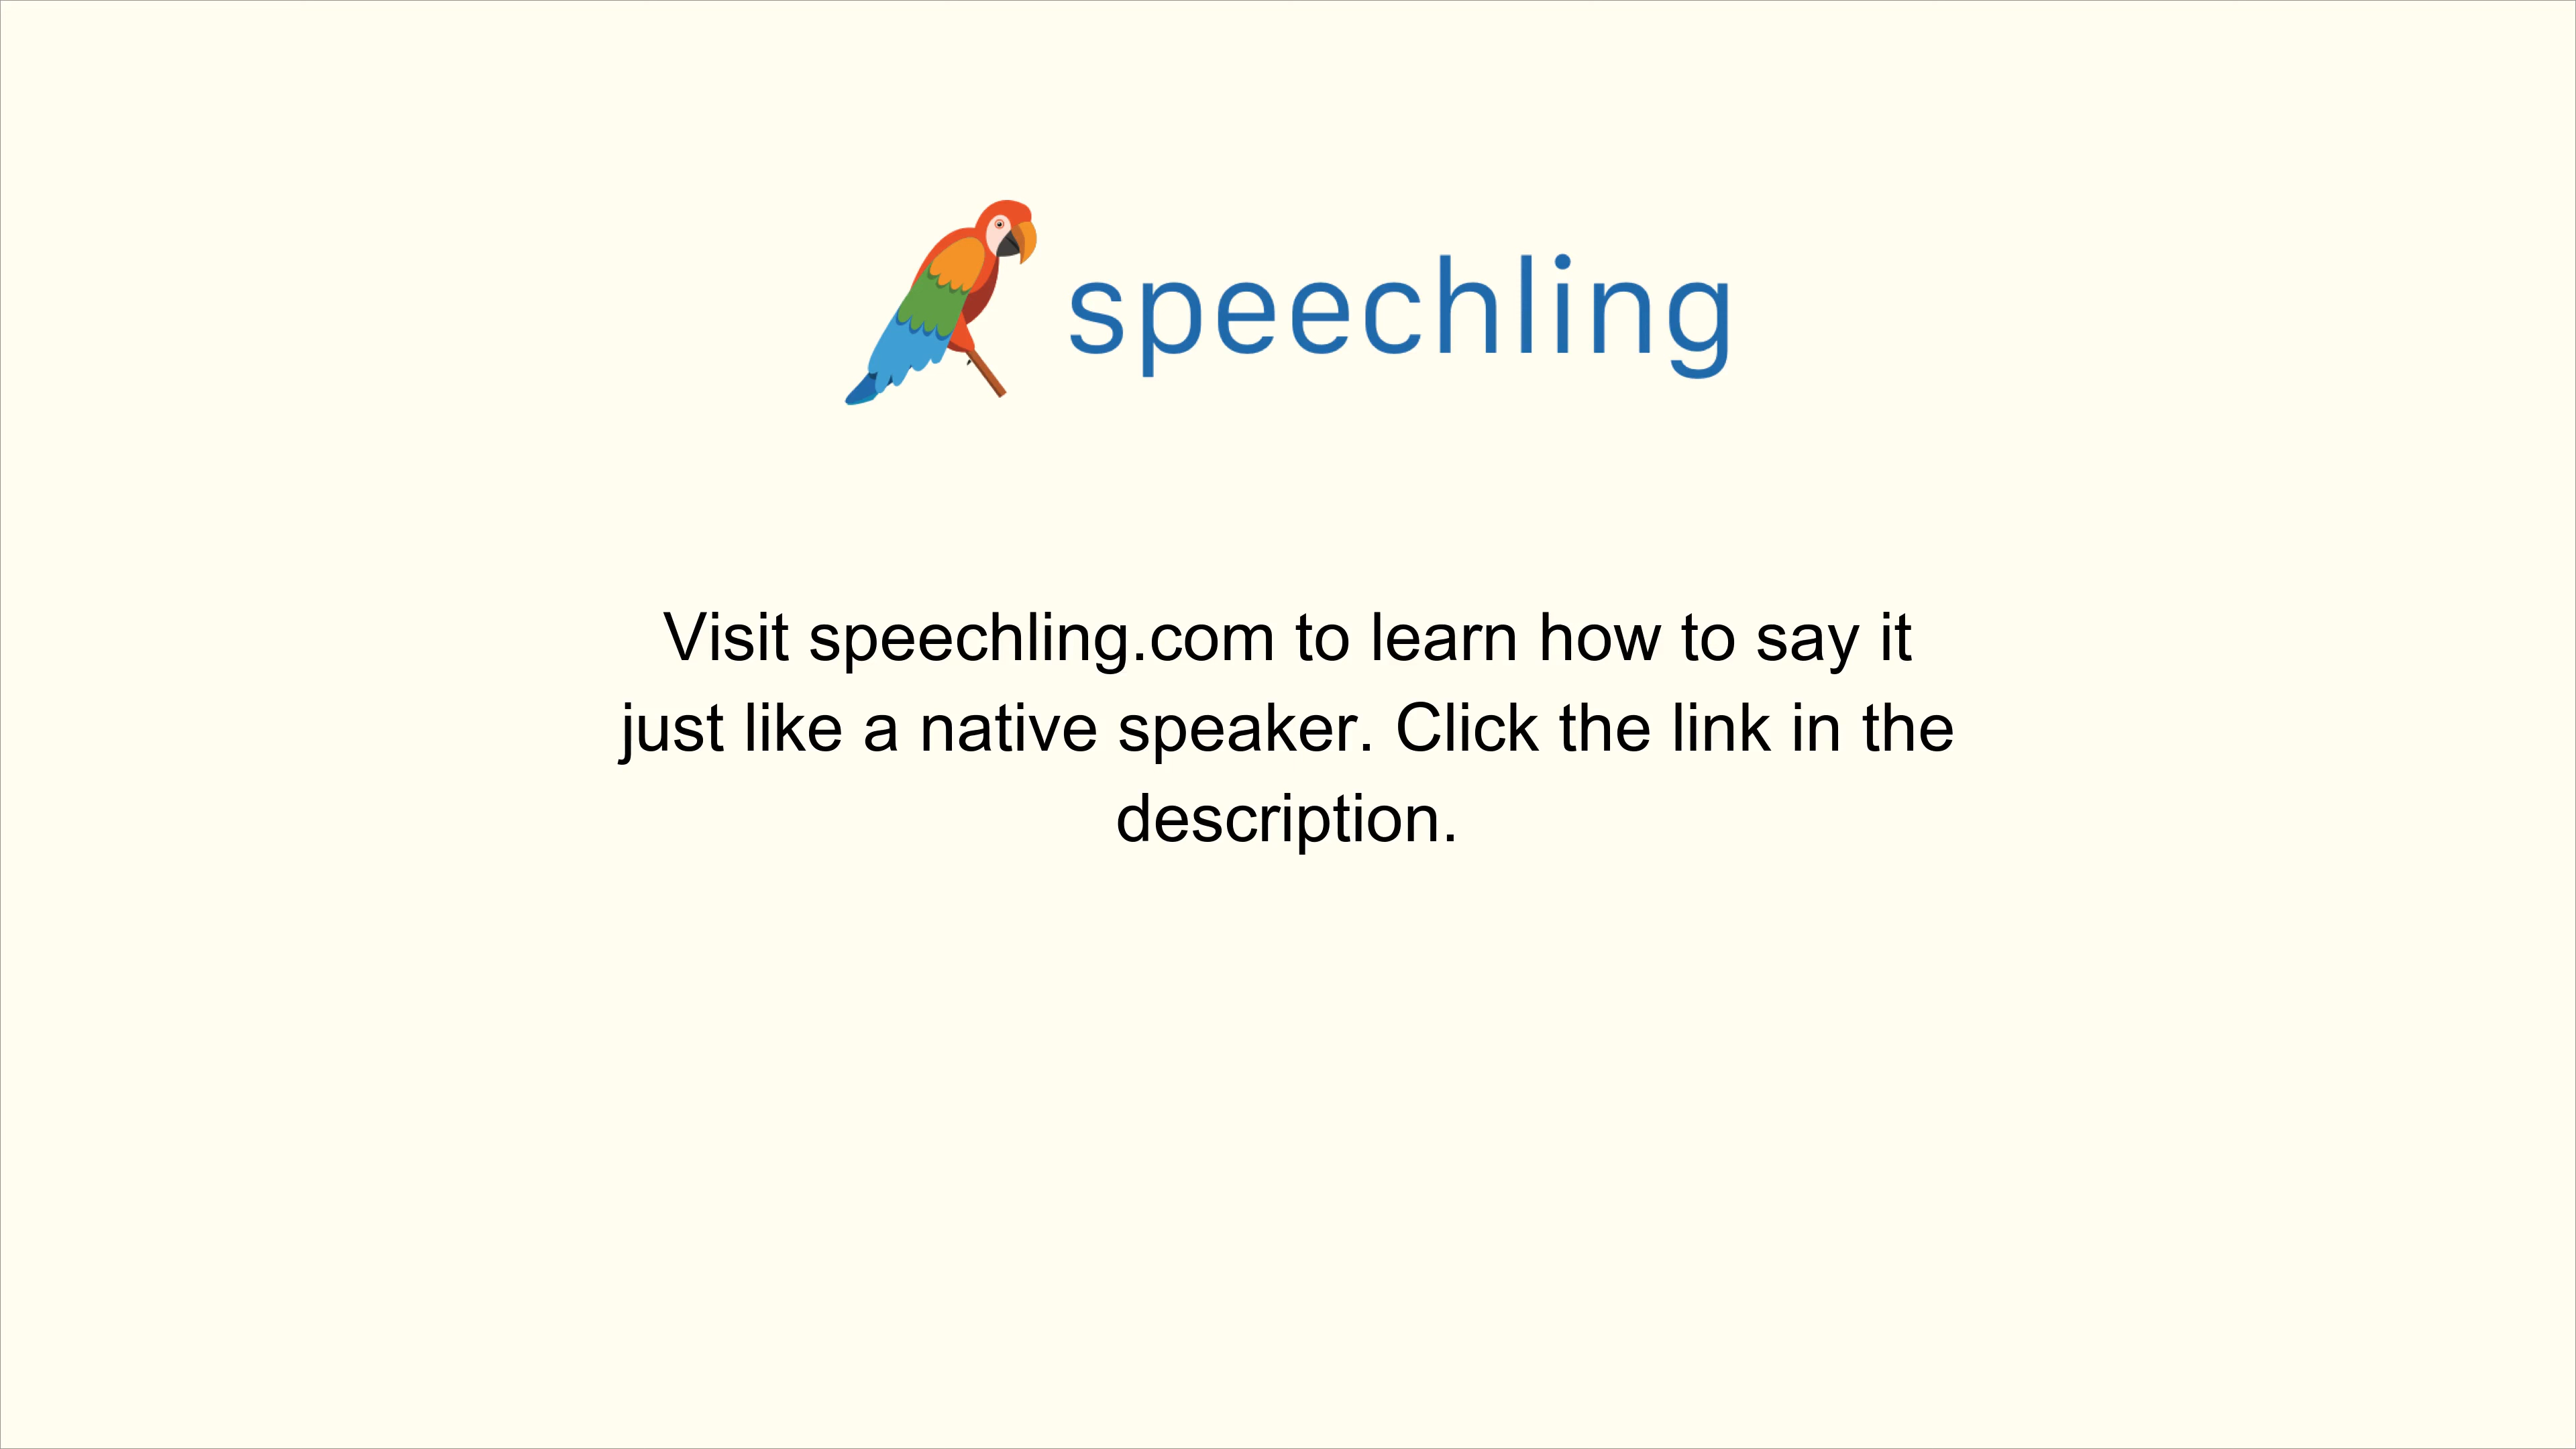 speechling
Visit speechling.com to learn how to say it
just like a native speaker. Click the link in the
description.